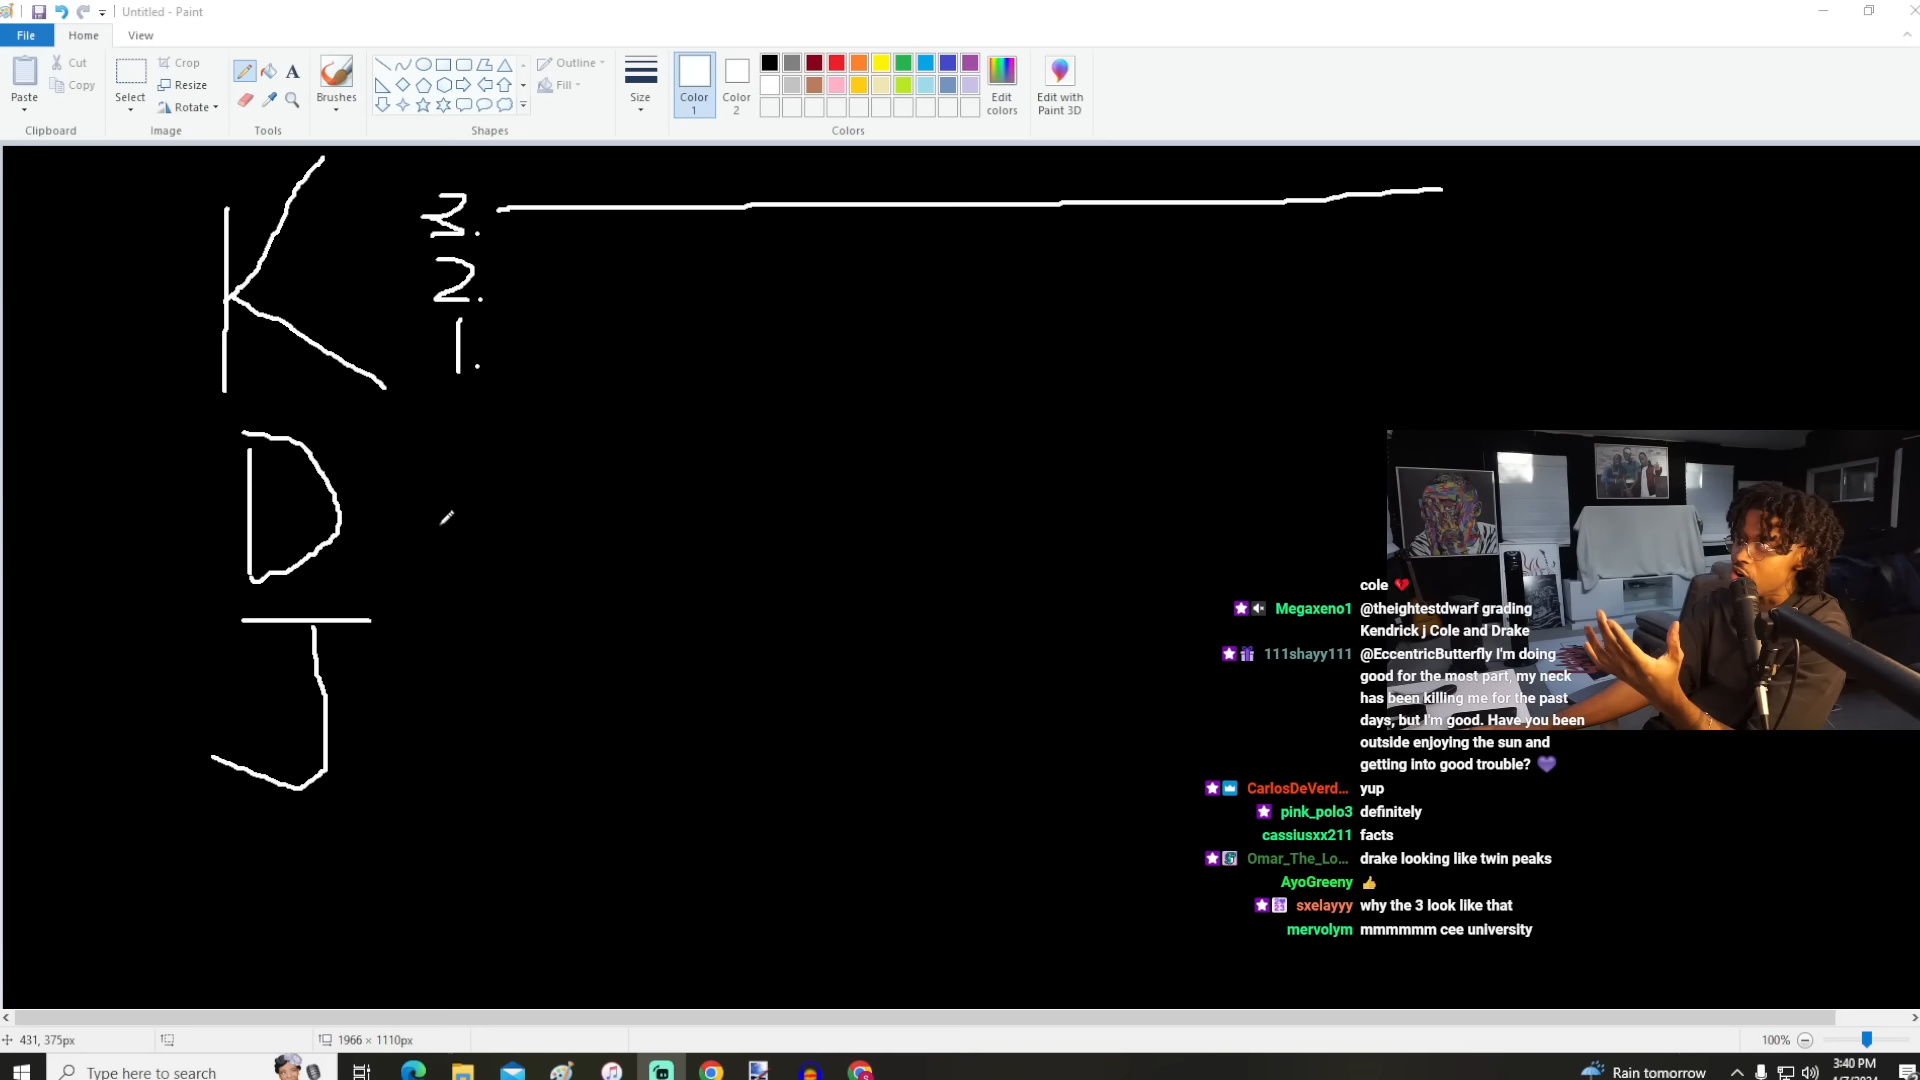 Untitled - Paint
File Home View
Paste
Cut
Copy
Clipboard
Select
Crop
Resize
Rotate
Image
A
Tools
Brushes
Shapes
Outline
Fill
Size
Color 1
Color 2
Edit colors
Edit with Paint 3D
Colors
K
3.
2.
1.
D
J
cole
Megaxeno1 @theightestdwarf grading
Kendrick j Cole and Drake
111shayy111 @EccentricButterfly I'm doing
good for the most part, my neck
has been killing me for the past
days, but I'm good. Have you been
outside enjoying the sun and
getting into good trouble?
CarlosDeVerd... yup
pink_polo3 definitely
cassiusxx211 facts
Omar_The_Lo... drake looking like twin peaks
AyoGreeny
sxelayyy why the 3 look like that
mervolym mmmmmm cee university
431, 375px
1966 × 1110px
100%
Type here to search
Rain tomorrow
3:40 PM